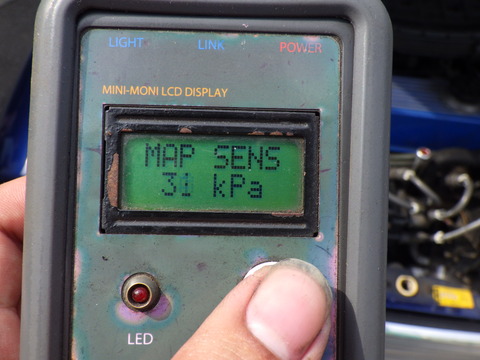 LIGHT LINK POWER
MINI-MONI LCD DISPLAY
MAP SENS
31 kPa
LED